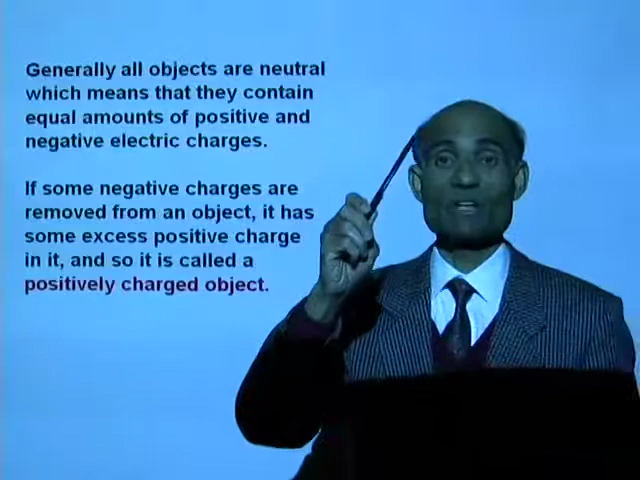 Generally all objects are neutral
which means that they contain
equal amounts of positive and
negative electric charges.
If some negative charges are
removed from an object, it has
some excess positive charge
in it, and so it is called a
positively charged object.